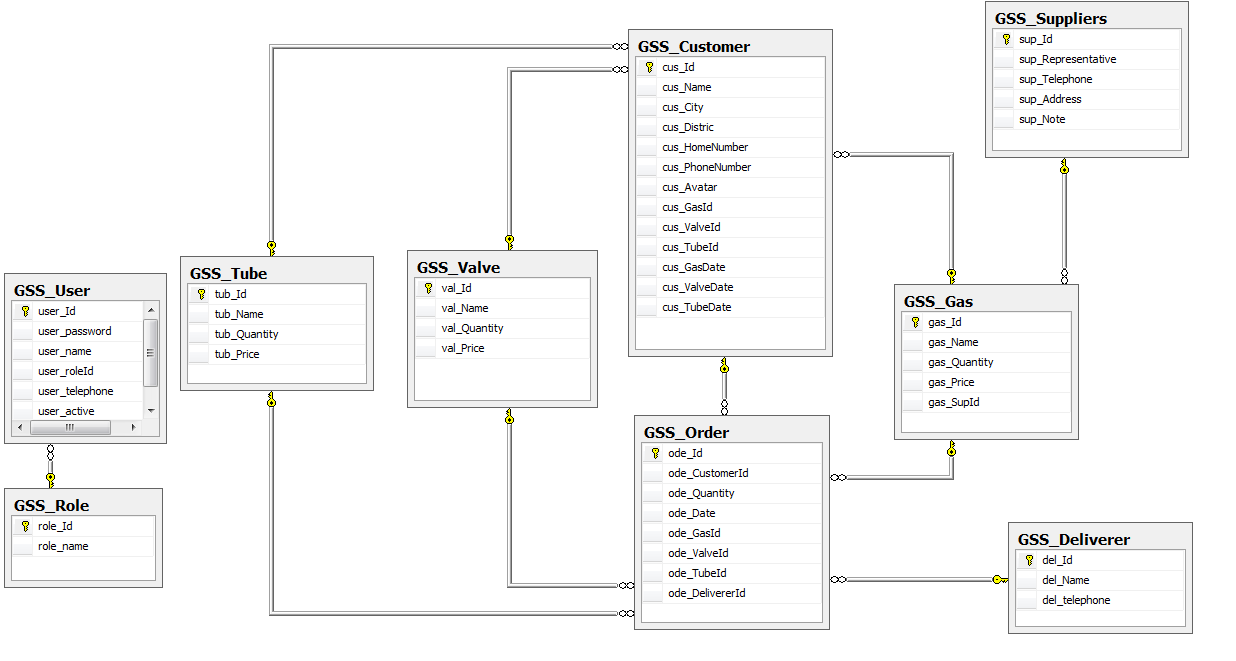 GSS_Suppliers
sup_Id
sup_Representative
sup_Telephone
sup_Address
sup_Note
GSS_Customer
cus_Id
cus_Name
cus_City
cus_Distric
cus_HomeNumber
cus_PhoneNumber
cus_Avatar
cus_GasId
cus_ValveId
cus_TubeId
cus_GasDate
cus_ValveDate
cus_TubeDate
GSS_Tube
tub_Id
tub_Name
tub_Quantity
tub_Price
GSS_Valve
val_Id
val_Name
val_Quantity
val_Price
GSS_User
user_Id
user_password
user_name
user_roleId
user_telephone
user_active
GSS_Gas
gas_Id
gas_Name
gas_Quantity
gas_Price
gas_SupId
GSS_Order
ode_Id
ode_CustomerId
ode_Quantity
ode_Date
ode_GasId
ode_ValveId
ode_TubeId
ode_DelivererId
GSS_Role
role_Id
role_name
GSS_Deliverer
del_Id
del_Name
del_telephone